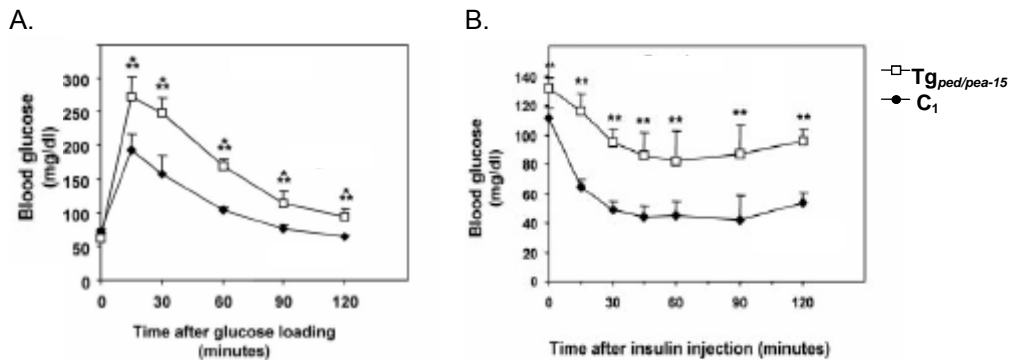 A.
B.
Blood glucose
(mg/dl)
300
250
200
150
100
50
0
** 
** 
** 
** 
** 
0 30 60 90 120
Time after glucose loading
(minutes)
Blood glucose
(mg/dl)
140
120
100
80
60
40
20
0
** ** ** ** ** ** **
0 15 30 45 60 90 120
Time after insulin injection (minutes)
Tgped/pea-15
C1